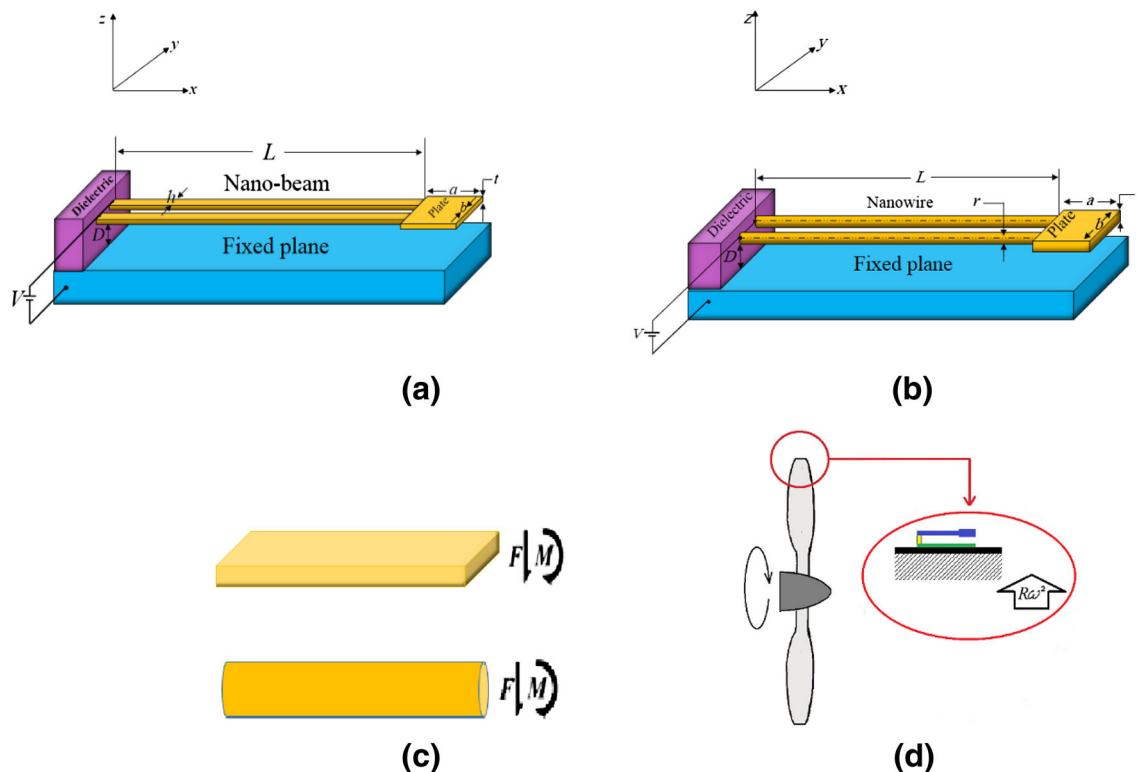 z
y
x
L
Nano-beam
Dielectric
h
a
t
Plate
b
D
Fixed plane
V
(a)
z
y
x
L
Nanowire
r
Dielectric
a
Plate
b
D
Fixed plane
V
(b)
F M
F M
(c)
Rω²
(d)